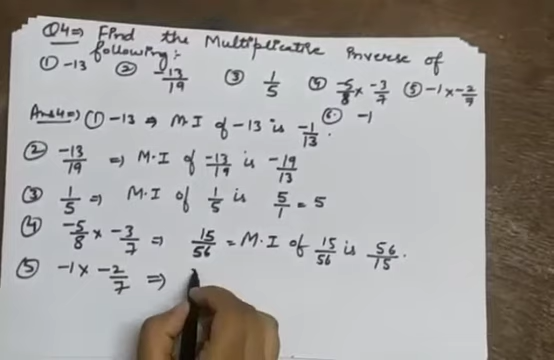 Q4=> Find the Multiplicative Inverse of
following:-
① -13 ② -13/19 ③ 1/5 ④ -5/8 × -3/7 ⑤ -1 × -2/7
⑥ -1
Ans4=> ① -13 => M.I of -13 is -1/13.
② -13/19 => M.I of -13/19 is -19/13
③ 1/5 => M.I of 1/5 is 5/1 = 5
④ -5/8 × -3/7 => 15/56 = M.I of 15/56 is 56/15.
⑤ -1 × -2/7 =>